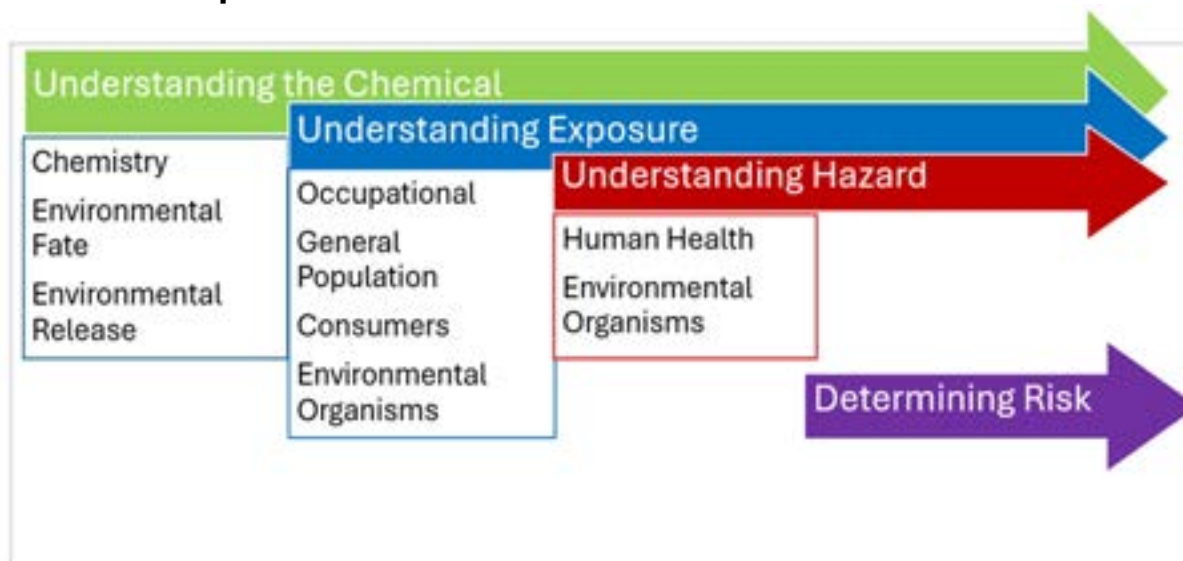 Understanding the Chemical
Chemistry
Environmental
Fate
Environmental
Release
Understanding Exposure
Occupational
General
Population
Consumers
Environmental
Organisms
Understanding Hazard
Human Health
Environmental
Organisms
Determining Risk